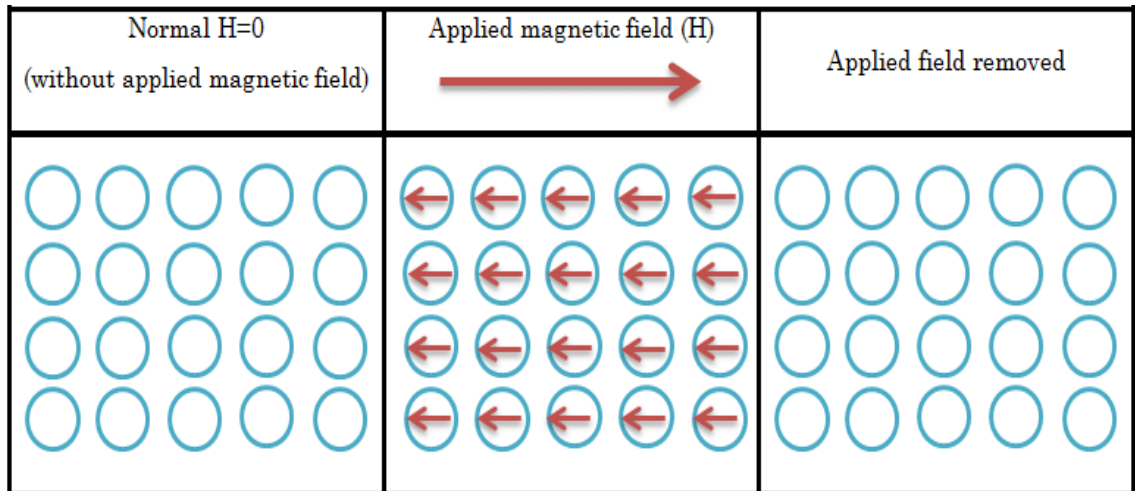 Normal H=0
(without applied magnetic field)
Applied magnetic field (H)
Applied field removed